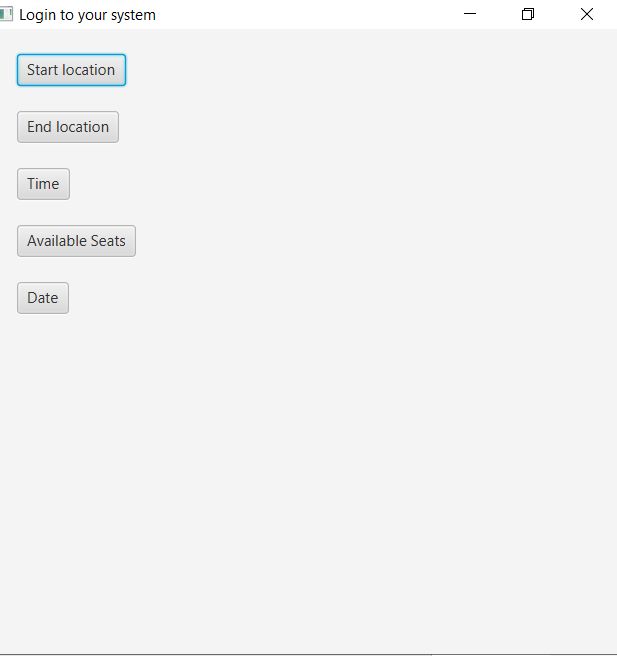 Login to your system
Start location
End location
Time
Available Seats
Date